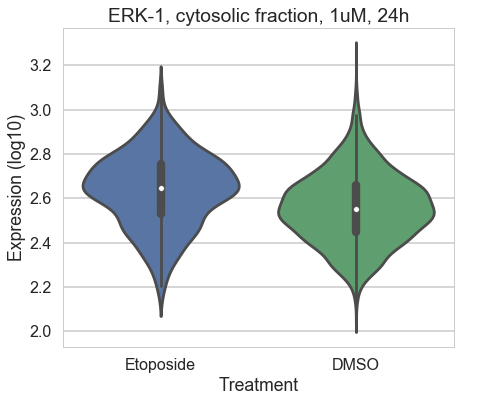 ERK-1, cytosolic fraction, 1uM, 24h
Expression (log10)
3.2
3.0
2.8
2.6
2.4
2.2
2.0
Etoposide DMSO
Treatment